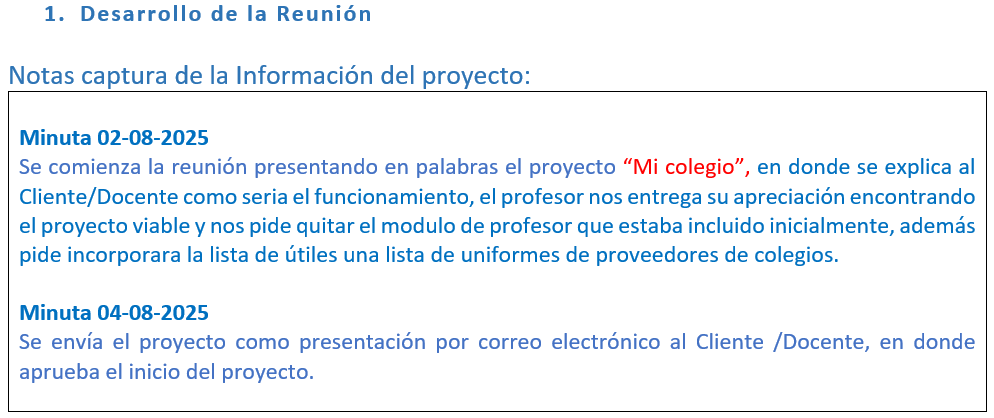 1. Desarrollo de la Reunión
Notas captura de la Información del proyecto:
Minuta 02-08-2025
Se comienza la reunión presentando en palabras el proyecto “Mi colegio”, en donde se explica al
Cliente/Docente como seria el funcionamiento, el profesor nos entrega su apreciación encontrando
el proyecto viable y nos pide quitar el modulo de profesor que estaba incluido inicialmente, además
pide incorporara la lista de útiles una lista de uniformes de proveedores de colegios.
Minuta 04-08-2025
Se envía el proyecto como presentación por correo electrónico al Cliente /Docente, en donde
aprueba el inicio del proyecto.